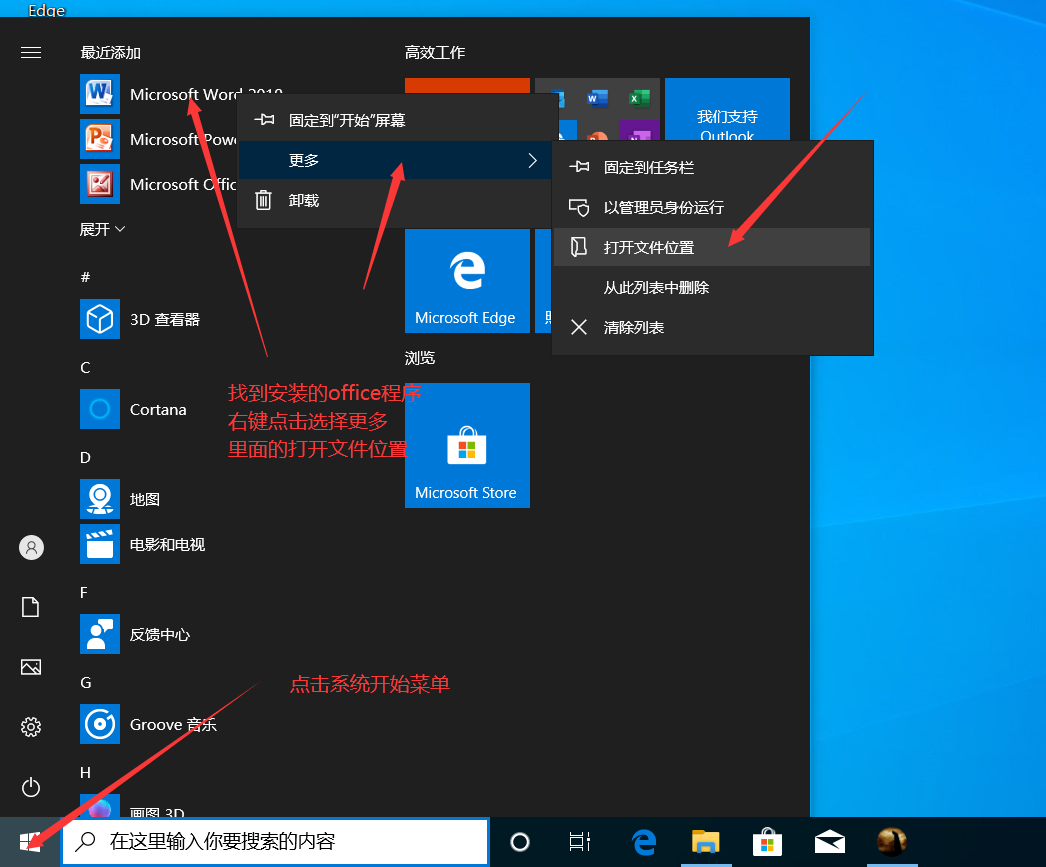 Edge
最近添加
高效工作
Microsoft Word 2010
固定到“开始”屏幕
我们支持
Outlook
Microsoft Pow
更多
固定到任务栏
Microsoft Offic
卸载
以管理员身份运行
展开
打开文件位置
#
从此列表中删除
3D 查看器
Microsoft Edge
清除列表
浏览
C
找到安装的office程序
右键点击选择更多
里面的打开文件位置
Cortana
D
Microsoft Store
地图
电影和电视
F
反馈中心
G
点击系统开始菜单
Groove 音乐
H
画图 3D
在这里输入你要搜索的内容